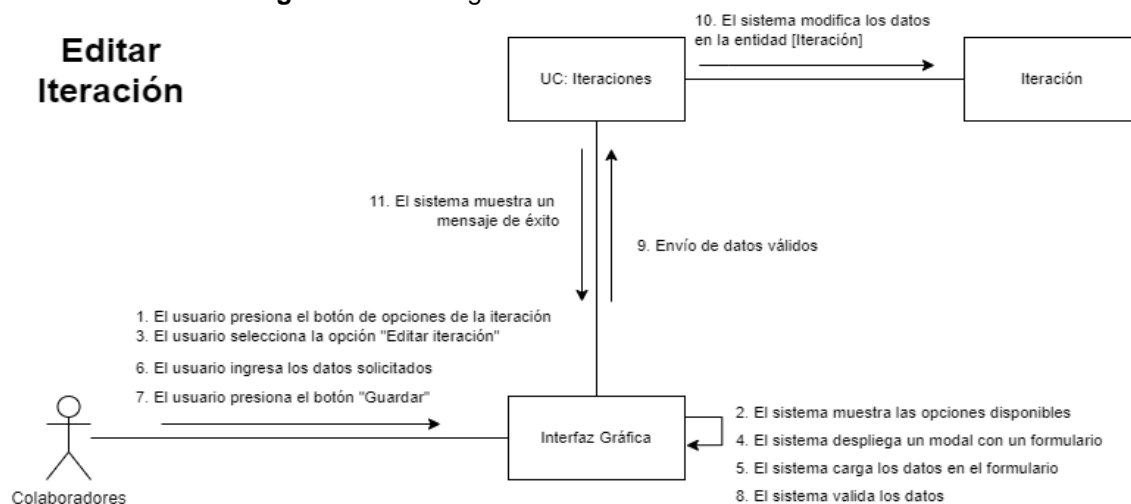 10. El sistema modifica los datos
en la entidad [Iteración]
Editar
Iteración
UC: Iteraciones
Iteración
11. El sistema muestra un
mensaje de éxito
9. Envío de datos válidos
1. El usuario presiona el botón de opciones de la iteración
3. El usuario selecciona la opción "Editar iteración"
6. El usuario ingresa los datos solicitados
7. El usuario presiona el botón "Guardar"
Interfaz Gráfica
2. El sistema muestra las opciones disponibles
4. El sistema despliega un modal con un formulario
5. El sistema carga los datos en el formulario
8. El sistema valida los datos
Colaboradores